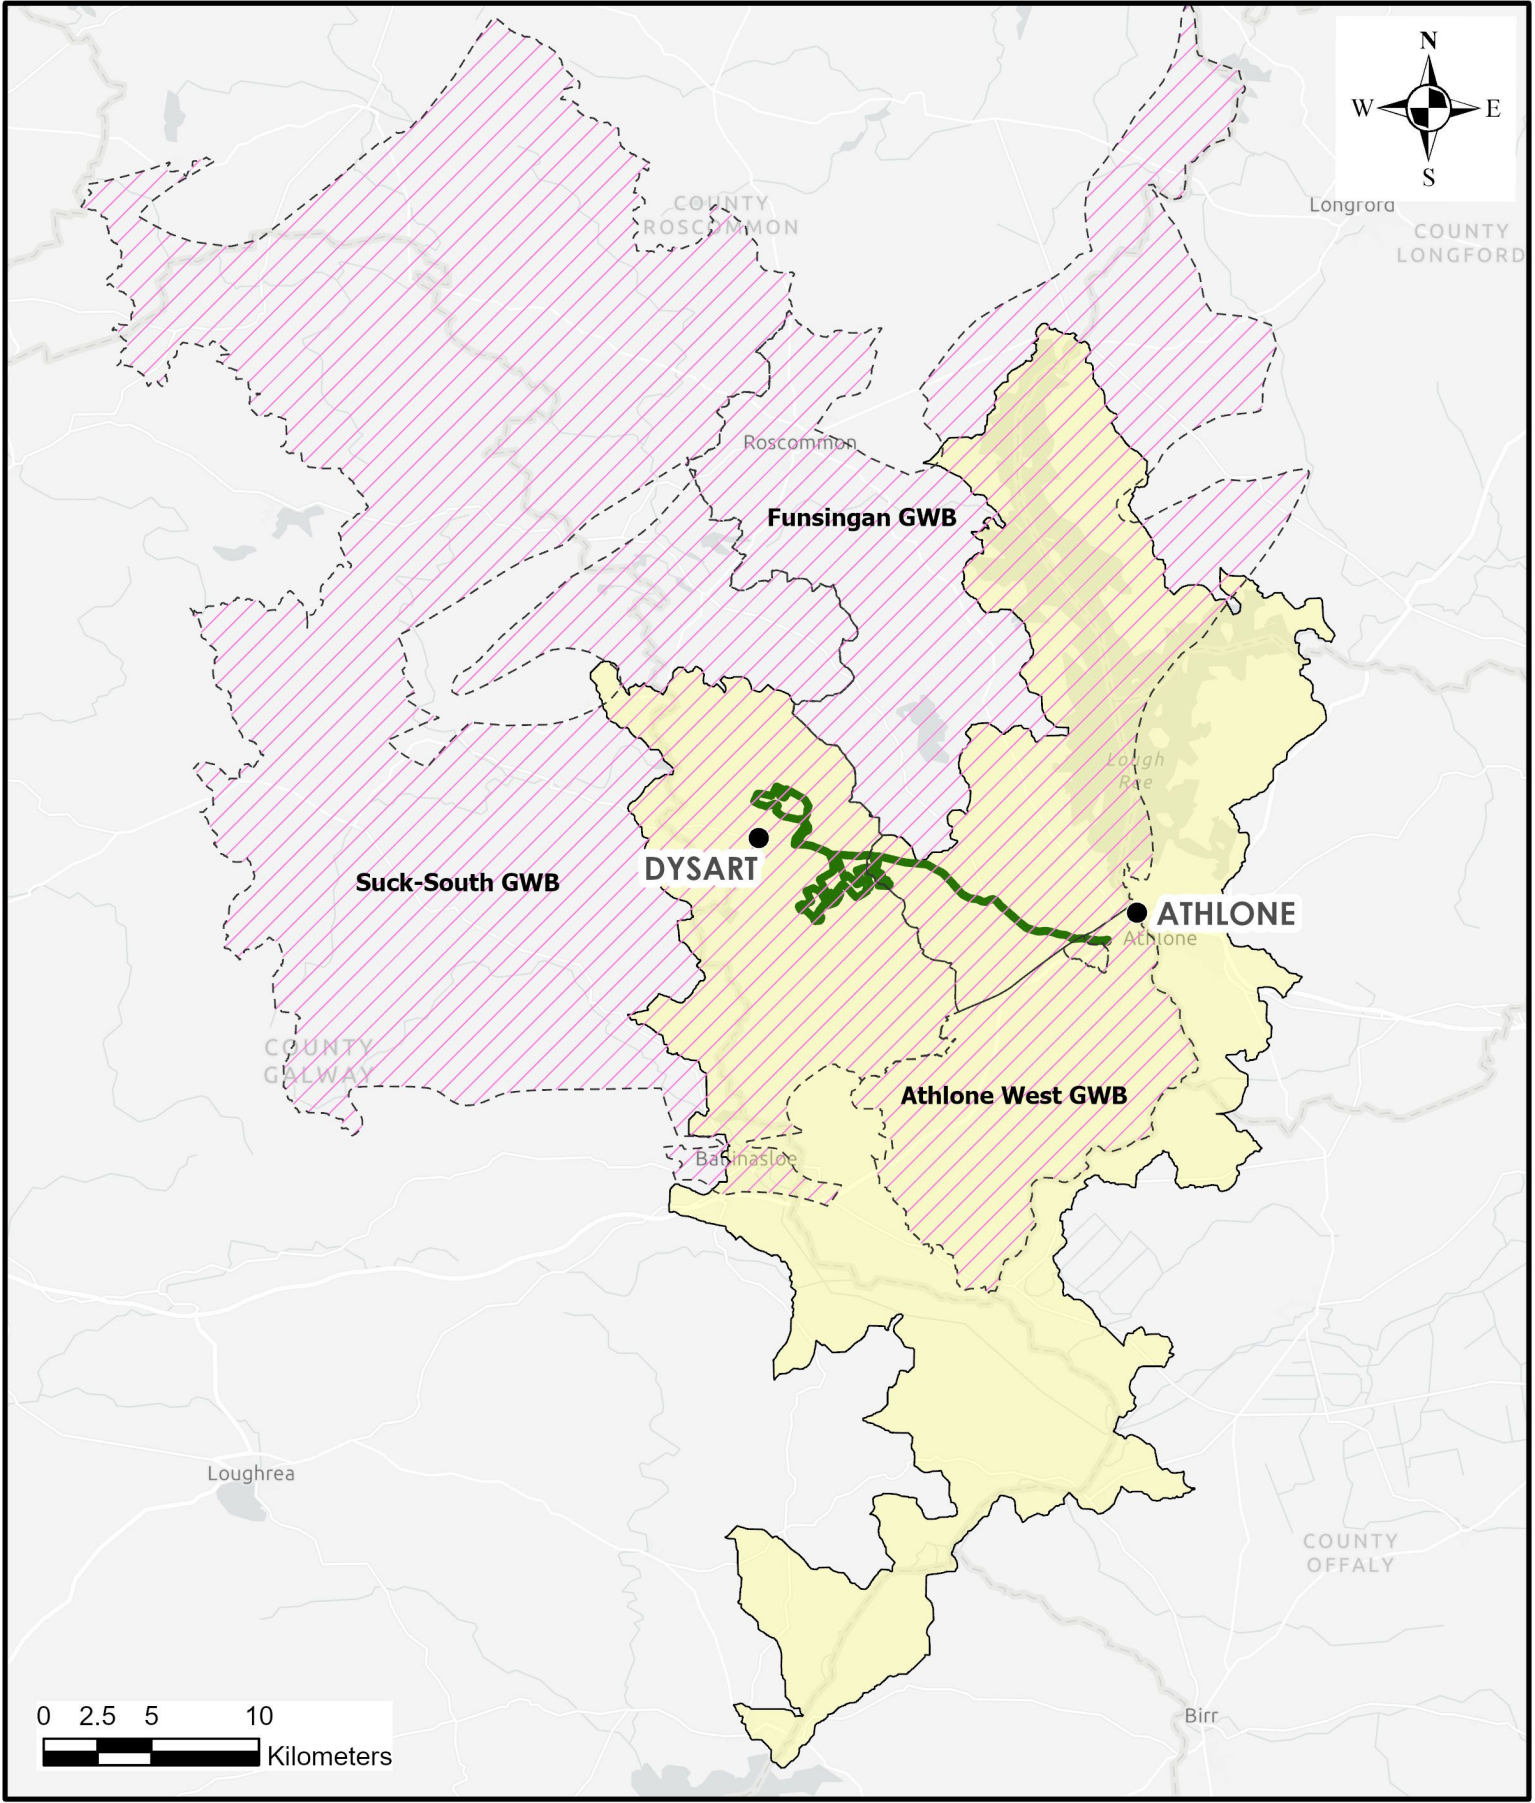 N
W E
S
Longford
COUNTY
LONGFORD
COUNTY
ROSCOMMON
Roscommon
Funsingan GWB
Lough
Ree
DYSART
Suck-South GWB
ATHLONE
Athlone
COUNTY
GALWAY
Athlone West GWB
Ballinasloe
Loughrea
COUNTY
OFFALY
Birr
0 2.5 5 10
Kilometers